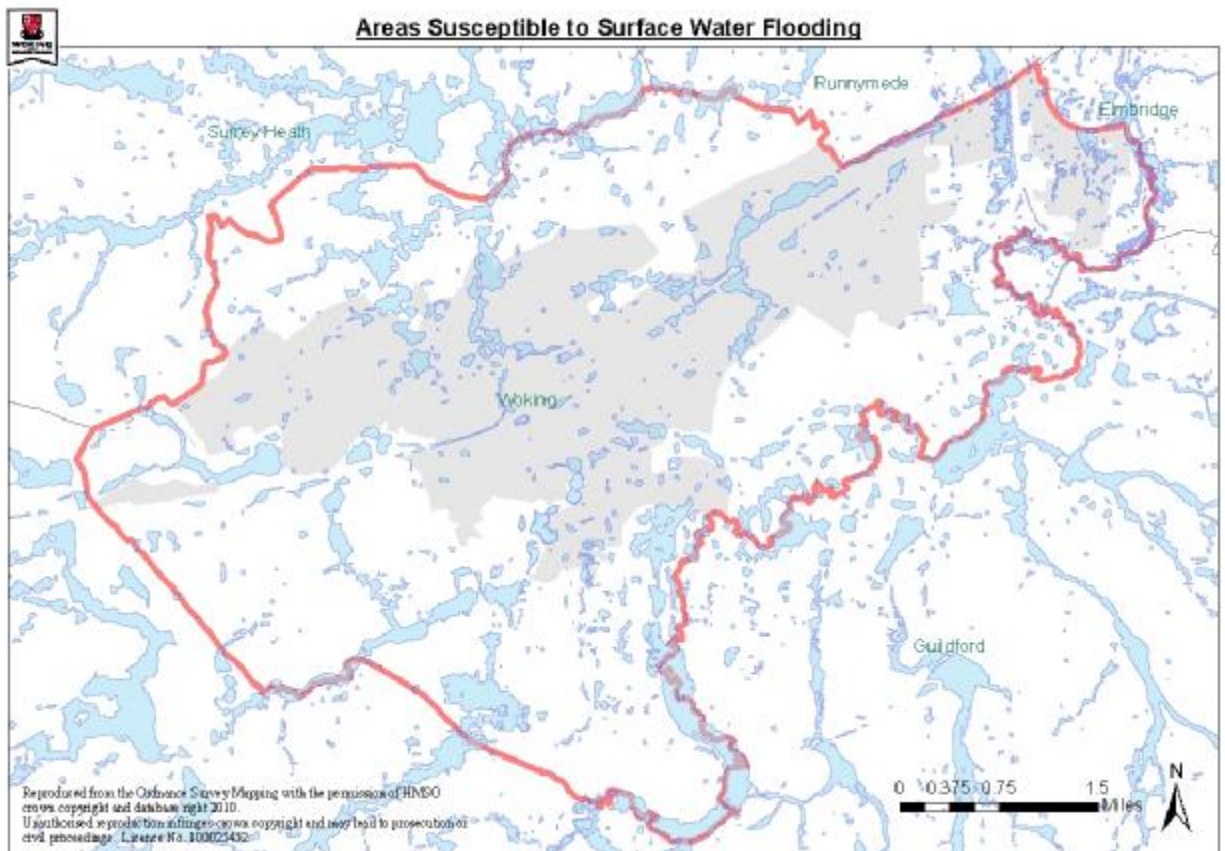 WOKING
Areas Susceptible to Surface Water Flooding
Runnymede
Elmbridge
Surrey Heath
Woking
Guildford
N
0 0.375 0.75 1.5
Miles
Reproduced from the Ordnance Survey Mapping with the permission of HMSO
crown copyright and database right 2010.
Unauthorised reproduction infringes crown copyright and may lead to prosecution or
civil proceedings. Licence No.